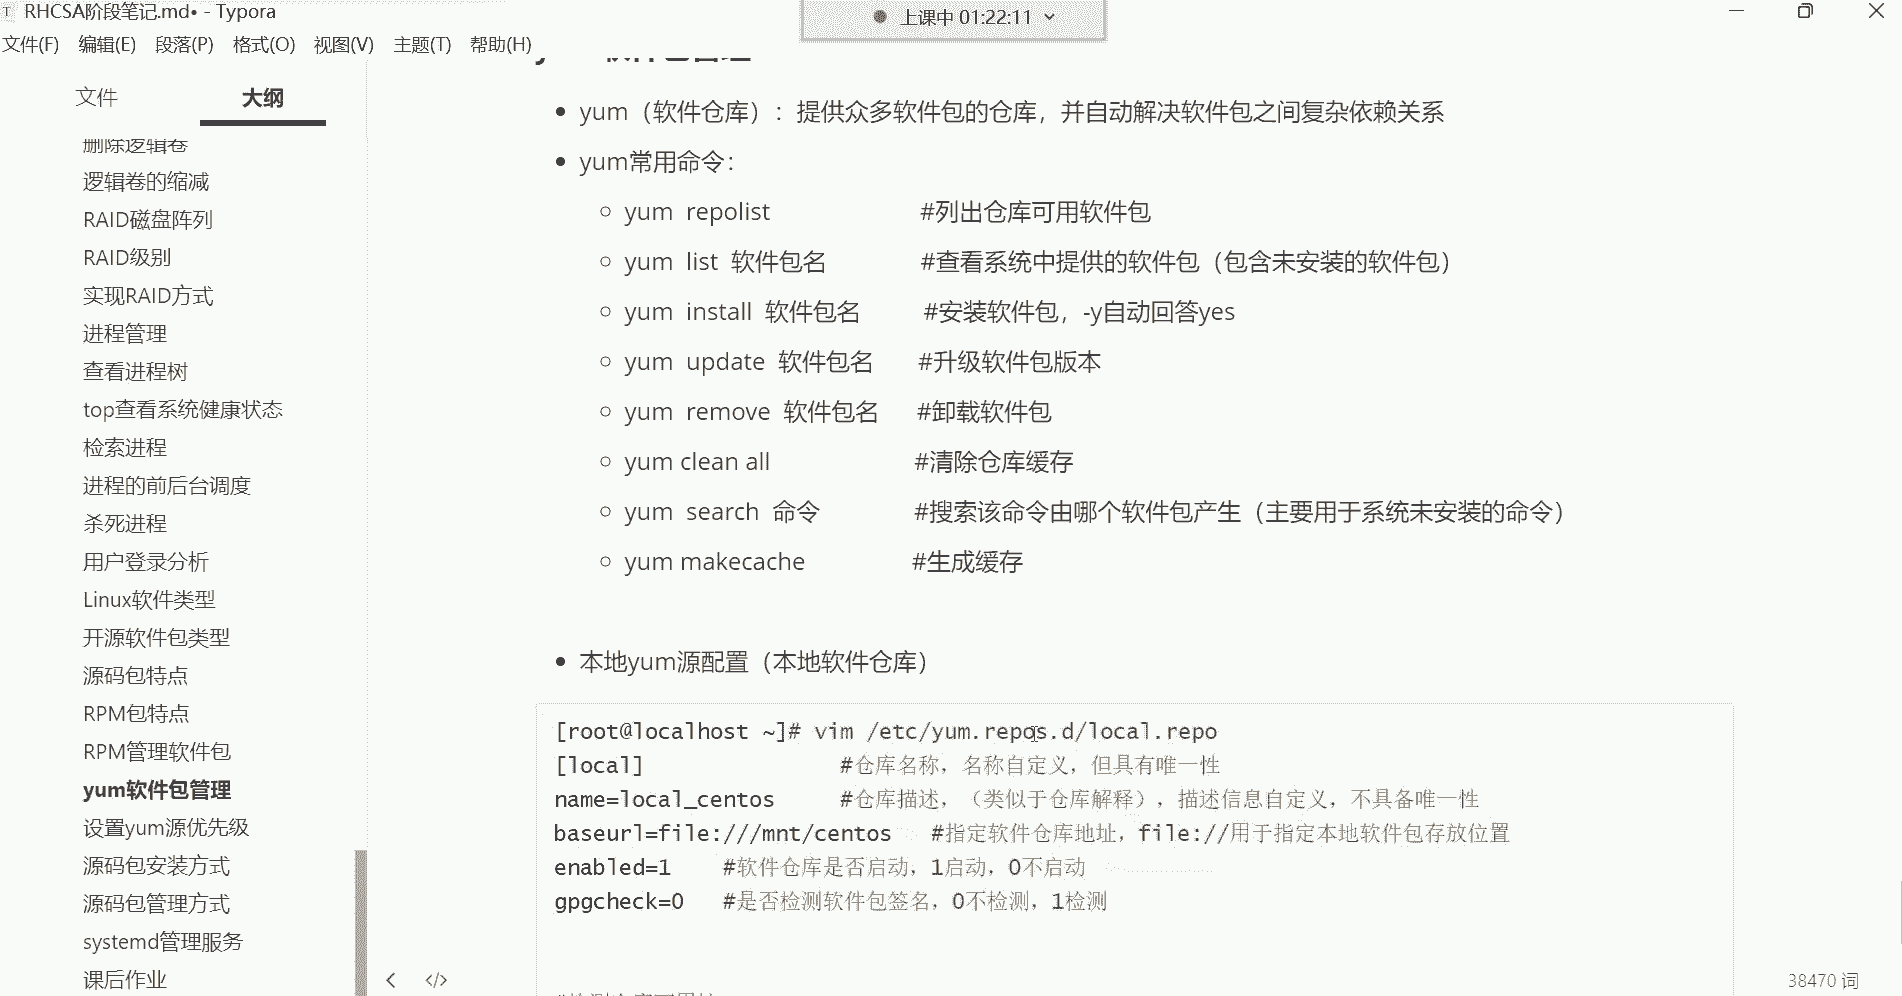 RHCSA阶段笔记.md• - Typora
上课中 01:22:11
文件(F) 编辑(E) 段落(P) 格式(O) 视图(V) 主题(T) 帮助(H)
文件 大纲
删除逻辑卷
逻辑卷的缩减
RAID磁盘阵列
RAID级别
实现RAID方式
进程管理
查看进程树
top查看系统健康状态
检索进程
进程的前后台调度
杀死进程
用户登录分析
Linux软件类型
开源软件包类型
源码包特点
RPM包特点
RPM管理软件包
yum软件包管理
设置yum源优先级
源码包安装方式
源码包管理方式
systemd管理服务
课后作业
yum（软件仓库）：提供众多软件包的仓库，并自动解决软件包之间复杂依赖关系
yum常用命令：
yum repolist #列出仓库可用软件包
yum list 软件包名 #查看系统中提供的软件包（包含未安装的软件包）
yum install 软件包名 #安装软件包，-y自动回答yes
yum update 软件包名 #升级软件包版本
yum remove 软件包名 #卸载软件包
yum clean all #清除仓库缓存
yum search 命令 #搜索该命令由哪个软件包产生（主要用于系统未安装的命令）
yum makecache #生成缓存
本地yum源配置（本地软件仓库）
[root@localhost ~]# vim /etc/yum.repos.d/local.repo
[local] #仓库名称，名称自定义，但具有唯一性
name=local_centos #仓库描述，（类似于仓库解释），描述信息自定义，不具备唯一性
baseurl=file:///mnt/centos #指定软件仓库地址，file://用于指定本地软件包存放位置
enabled=1 #软件仓库是否启动，1启动，0不启动
gpgcheck=0 #是否检测软件包签名，0不检测，1检测
38470 词